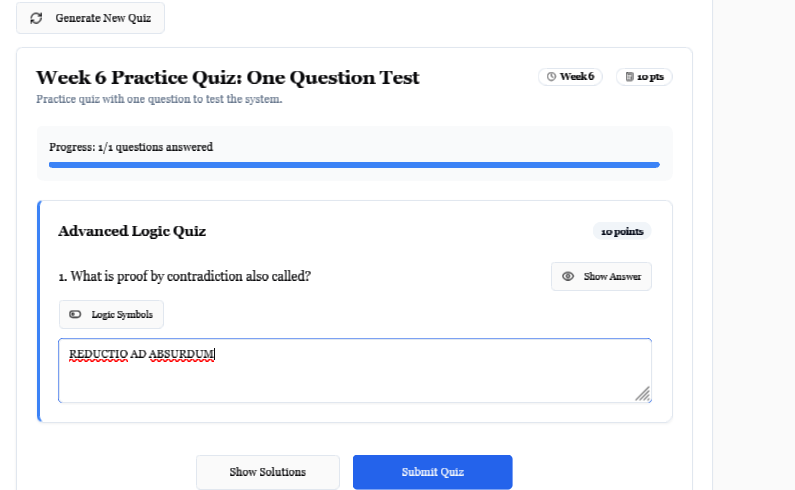 Generate New Quiz
Week 6 Practice Quiz: One Question Test
Week 6
10 pts
Practice quiz with one question to test the system.
Progress: 1/1 questions answered
Advanced Logic Quiz
10 points
1. What is proof by contradiction also called?
Show Answer
Logic Symbols
REDUCTIO AD ABSURDUM
Show Solutions
Submit Quiz